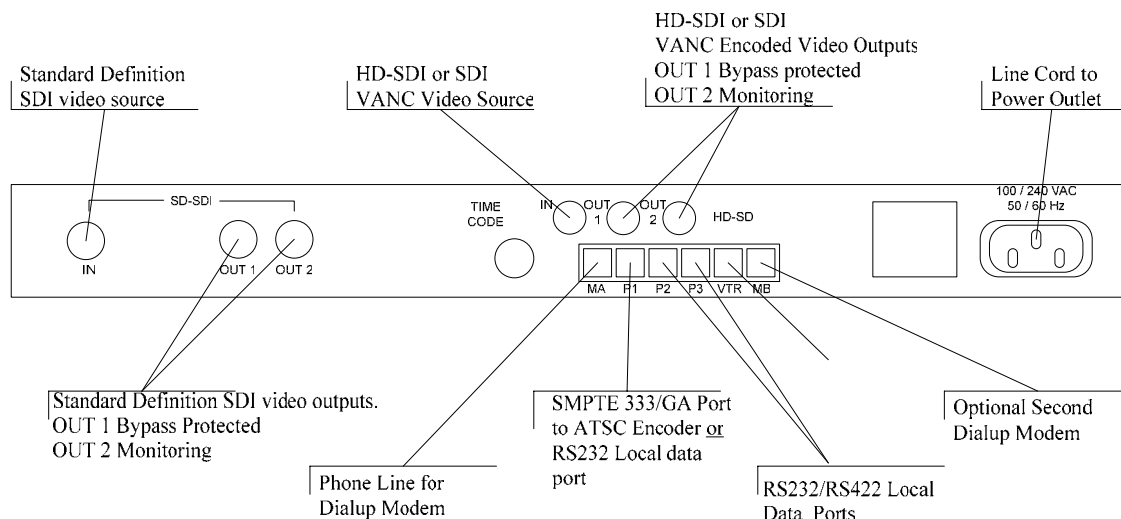 HD-SDI or SDI
VANC Encoded Video Outputs
OUT 1 Bypass protected
OUT 2 Monitoring
Standard Definition
SDI video source
HD-SDI or SDI
VANC Video Source
Line Cord to
Power Outlet
SD-SDI
IN
OUT 1
OUT 2
TIME
CODE
IN
OUT
1
OUT
2
HD-SD
100 / 240 VAC
50 / 60 Hz
MA
P1
P2
P3
VTR
MB
Standard Definition SDI video outputs.
OUT 1 Bypass Protected
OUT 2 Monitoring
Phone Line for
Dialup Modem
SMPTE 333/GA Port
to ATSC Encoder or
RS232 Local data
port
RS232/RS422 Local
Data Ports
Optional Second
Dialup Modem